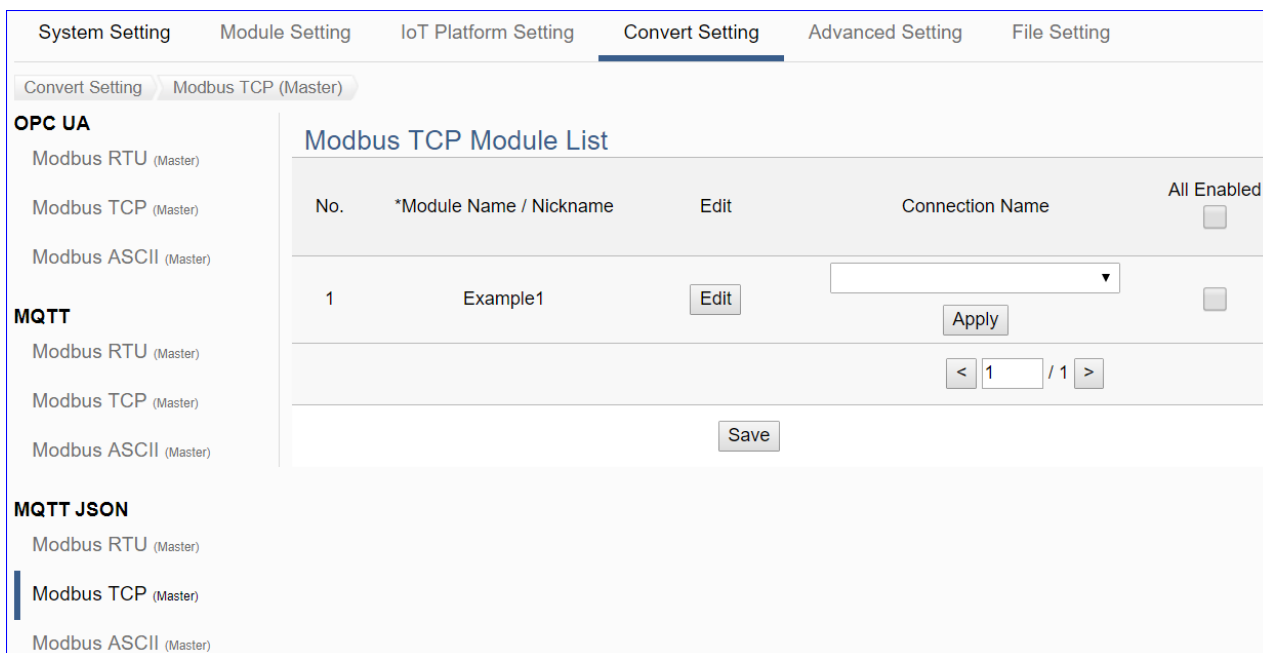 System Setting Module Setting IoT Platform Setting Convert Setting Advanced Setting File Setting
Convert Setting Modbus TCP (Master)
OPC UA
Modbus RTU (Master)
Modbus TCP (Master)
Modbus ASCII (Master)
MQTT
Modbus RTU (Master)
Modbus TCP (Master)
Modbus ASCII (Master)
MQTT JSON
Modbus RTU (Master)
Modbus TCP (Master)
Modbus ASCII (Master)
Modbus TCP Module List
No. *Module Name / Nickname Edit Connection Name All Enabled
1 Example1 Edit
Apply
< 1 / 1 >
Save